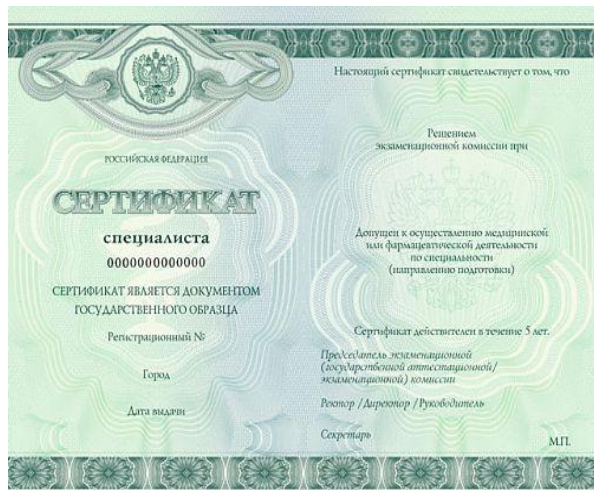 РОССИЙСКАЯ ФЕДЕРАЦИЯ
СЕРТИФИКАТ
специалиста
0000000000000
СЕРТИФИКАТ ЯВЛЯЕТСЯ ДОКУМЕНТОМ
ГОСУДАРСТВЕННОГО ОБРАЗЦА
Регистрационный №
Город
Дата выдачи
Настоящий сертификат свидетельствует о том, что
Решением
экзаменационной комиссии при
Допущен к осуществлению медицинской
или фармацевтической деятельности
по специальности
(направлению подготовки)
Сертификат действителен в течение 5 лет.
Председатель экзаменационной
(государственной аттестационной/
экзаменационной) комиссии
Ректор /Директор /Руководитель
Секретарь
М.П.